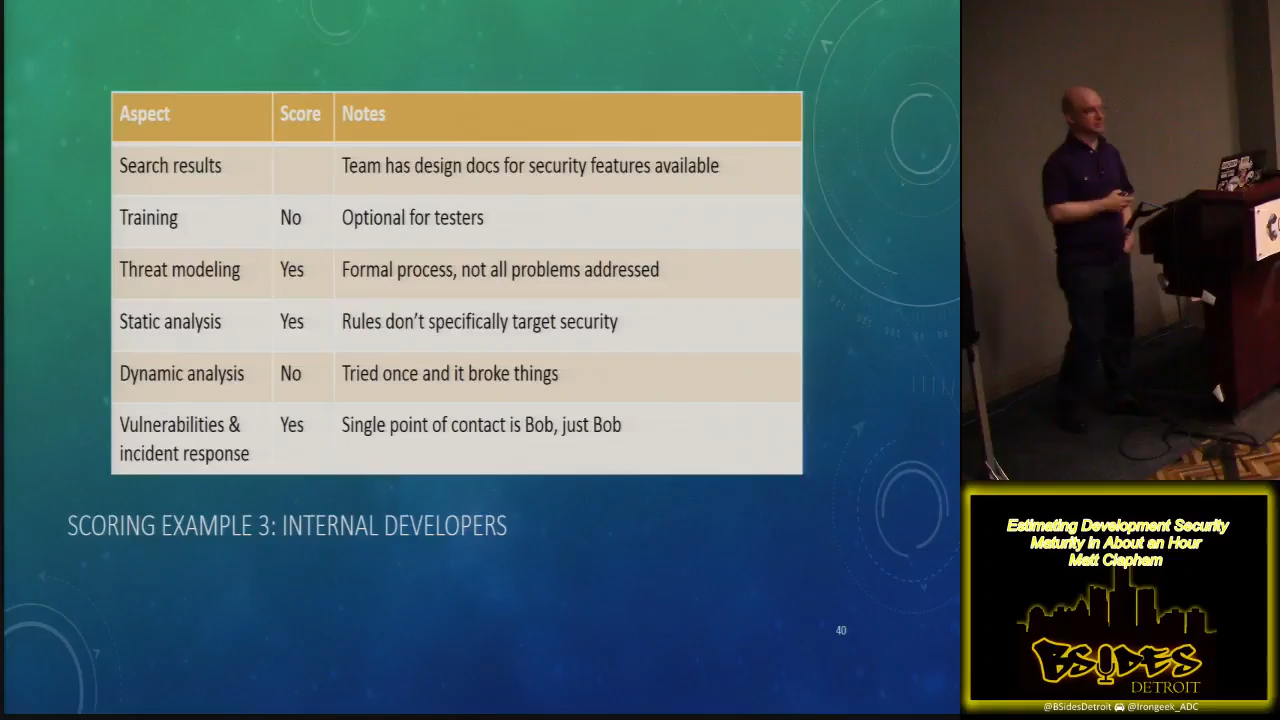 Aspect Score Notes
Search results Team has design docs for security features available
Training No Optional for testers
Threat modeling Yes Formal process, not all problems addressed
Static analysis Yes Rules don't specifically target security
Dynamic analysis No Tried once and it broke things
Vulnerabilities & Yes Single point of contact is Bob, just Bob
incident response
SCORING EXAMPLE 3: INTERNAL DEVELOPERS
40
Estimating Development Security
Maturity in About an Hour
Matt Clapham
BSIDES
DETROIT
@BSidesDetroit @Irongeek_ADC